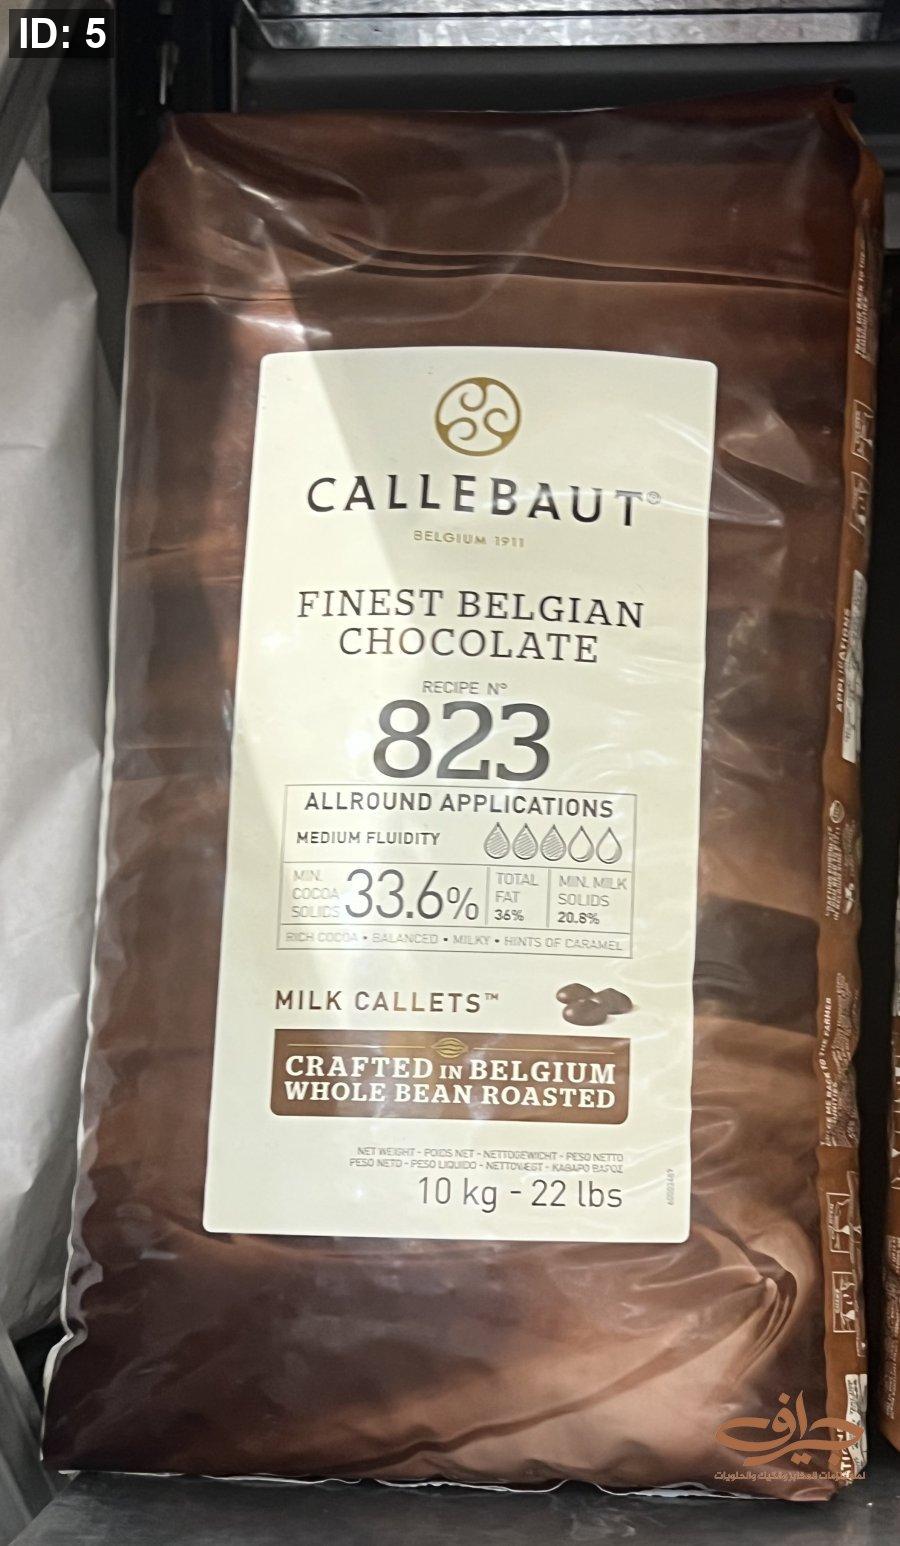 ID: 5
CALLEBAUT®
BELGIUM 1911
FINEST BELGIAN
CHOCOLATE
RECIPE N°
823
ALLROUND APPLICATIONS
MEDIUM FLUIDITY
MIN.
COCOA
SOLIDS
33.6%
TOTAL
FAT
36%
MIN. MILK
SOLIDS
20.8%
RICH COCOA • BALANCED • MILKY • HINTS OF CARAMEL
MILK CALLETS™
CRAFTED IN BELGIUM
WHOLE BEAN ROASTED
NET WEIGHT - POIDS NET - NETTOGEWICHT - PESO NETTO
PESO NETO - PESO LIQUIDO - NETTOVÆGT - ΚΑΘΑΡΟ ΒΑΡΟΣ
10 kg - 22 lbs
APPLICATIONS
جراف